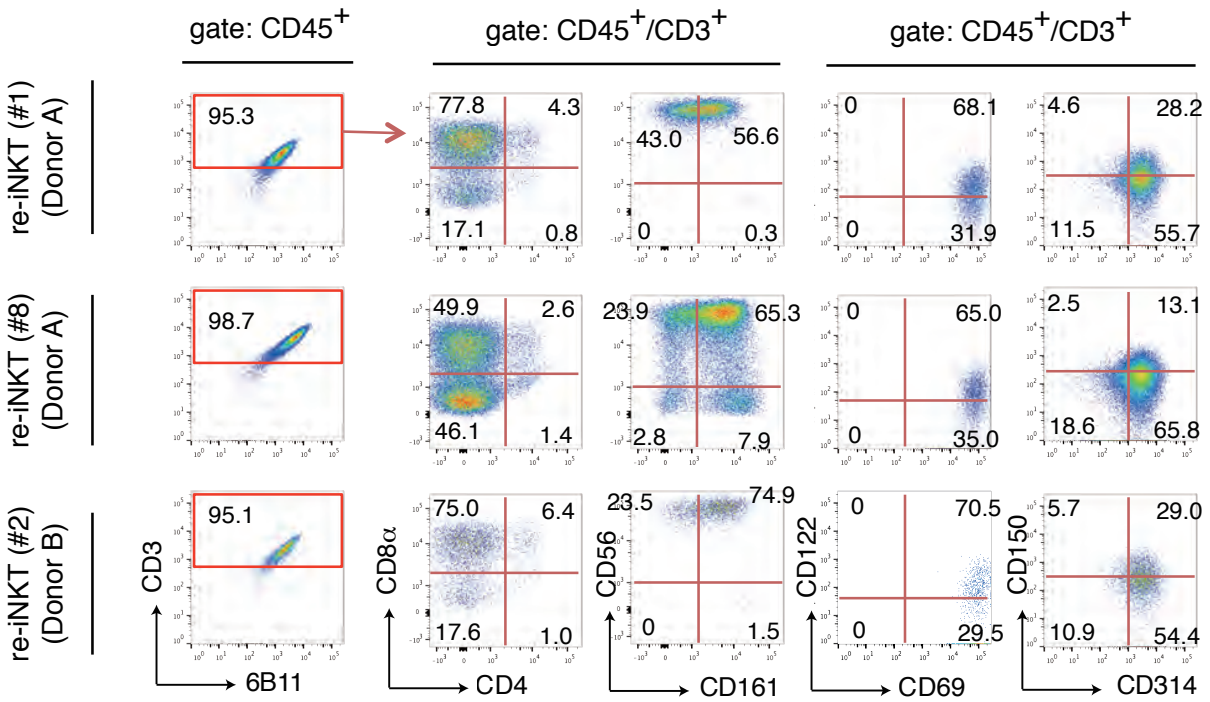 gate: CD45+
gate: CD45+/CD3+
gate: CD45+/CD3+
re-iNKT (#1)
(Donor A)
95.3
77.8 4.3
17.1 0.8
43.0 56.6
0 0.3
0 68.1
0 31.9
4.6 28.2
11.5 55.7
re-iNKT (#8)
(Donor A)
98.7
49.9 2.6
46.1 1.4
23.9 65.3
2.8 7.9
0 65.0
0 35.0
2.5 13.1
18.6 65.8
re-iNKT (#2)
(Donor B)
95.1
75.0 6.4
17.6 1.0
23.5 74.9
0 1.5
0 70.5
0 29.5
5.7 29.0
10.9 54.4
CD3
6B11
CD8α
CD4
CD56
CD161
CD122
CD69
CD150
CD314